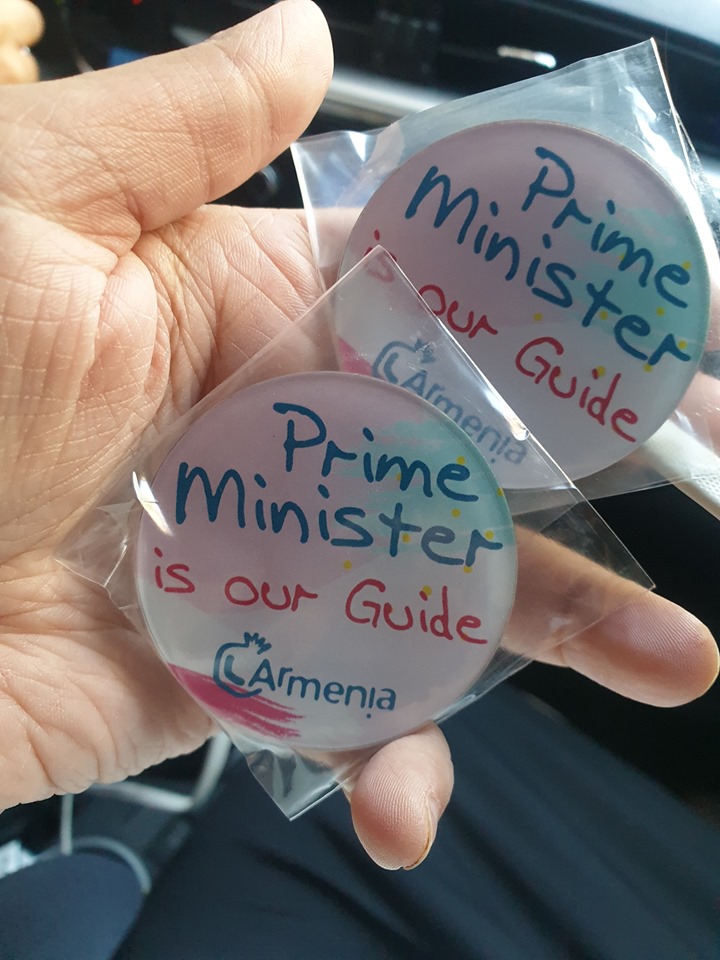 Prime
Minister
is our Guide
Armenia
Prime
Minister
is our Guide
Armenia